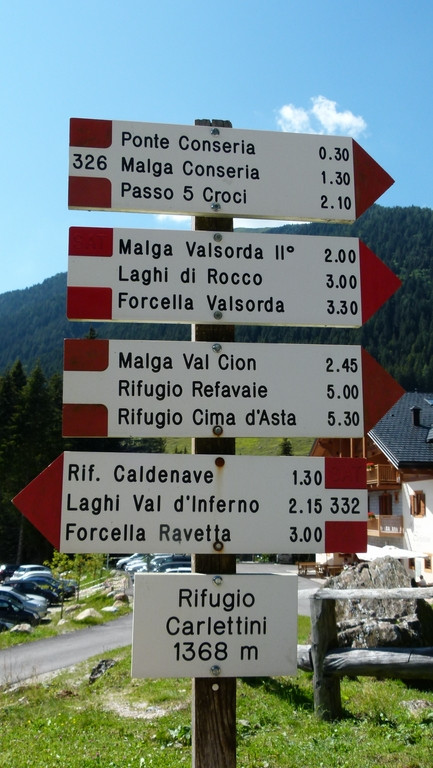 Ponte Conseria 0.30
326 Malga Conseria 1.30
Passo 5 Croci 2.10
Malga Valsorda II° 2.00
Laghi di Rocco 3.00
Forcella Valsorda 3.30
Malga Val Cion 2.45
Rifugio Refavaie 5.00
Rifugio Cima d'Asta 5.30
Rif. Caldenave 1.30
Laghi Val d'Inferno 2.15 332
Forcella Ravetta 3.00
Rifugio
Carlettini
1368 m